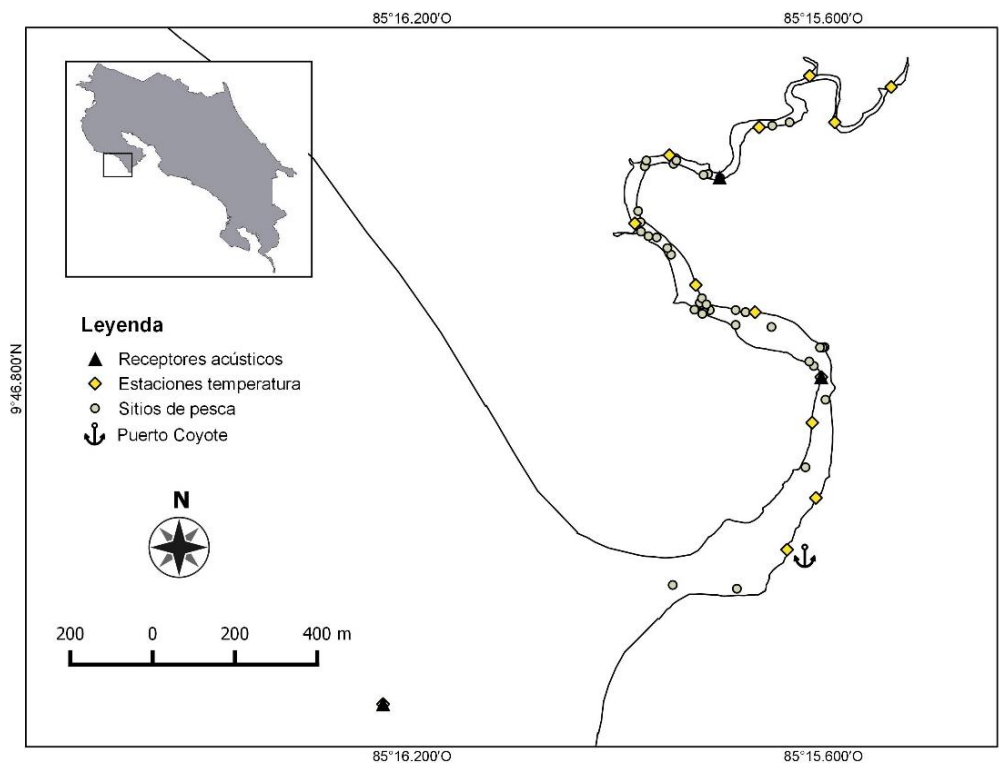 85°16.200'O
85°15.600'O
9°46.800'N
Leyenda
Receptores acústicos
Estaciones temperatura
Sitios de pesca
Puerto Coyote
N
200 0 200 400 m
85°16.200'O
85°15.600'O